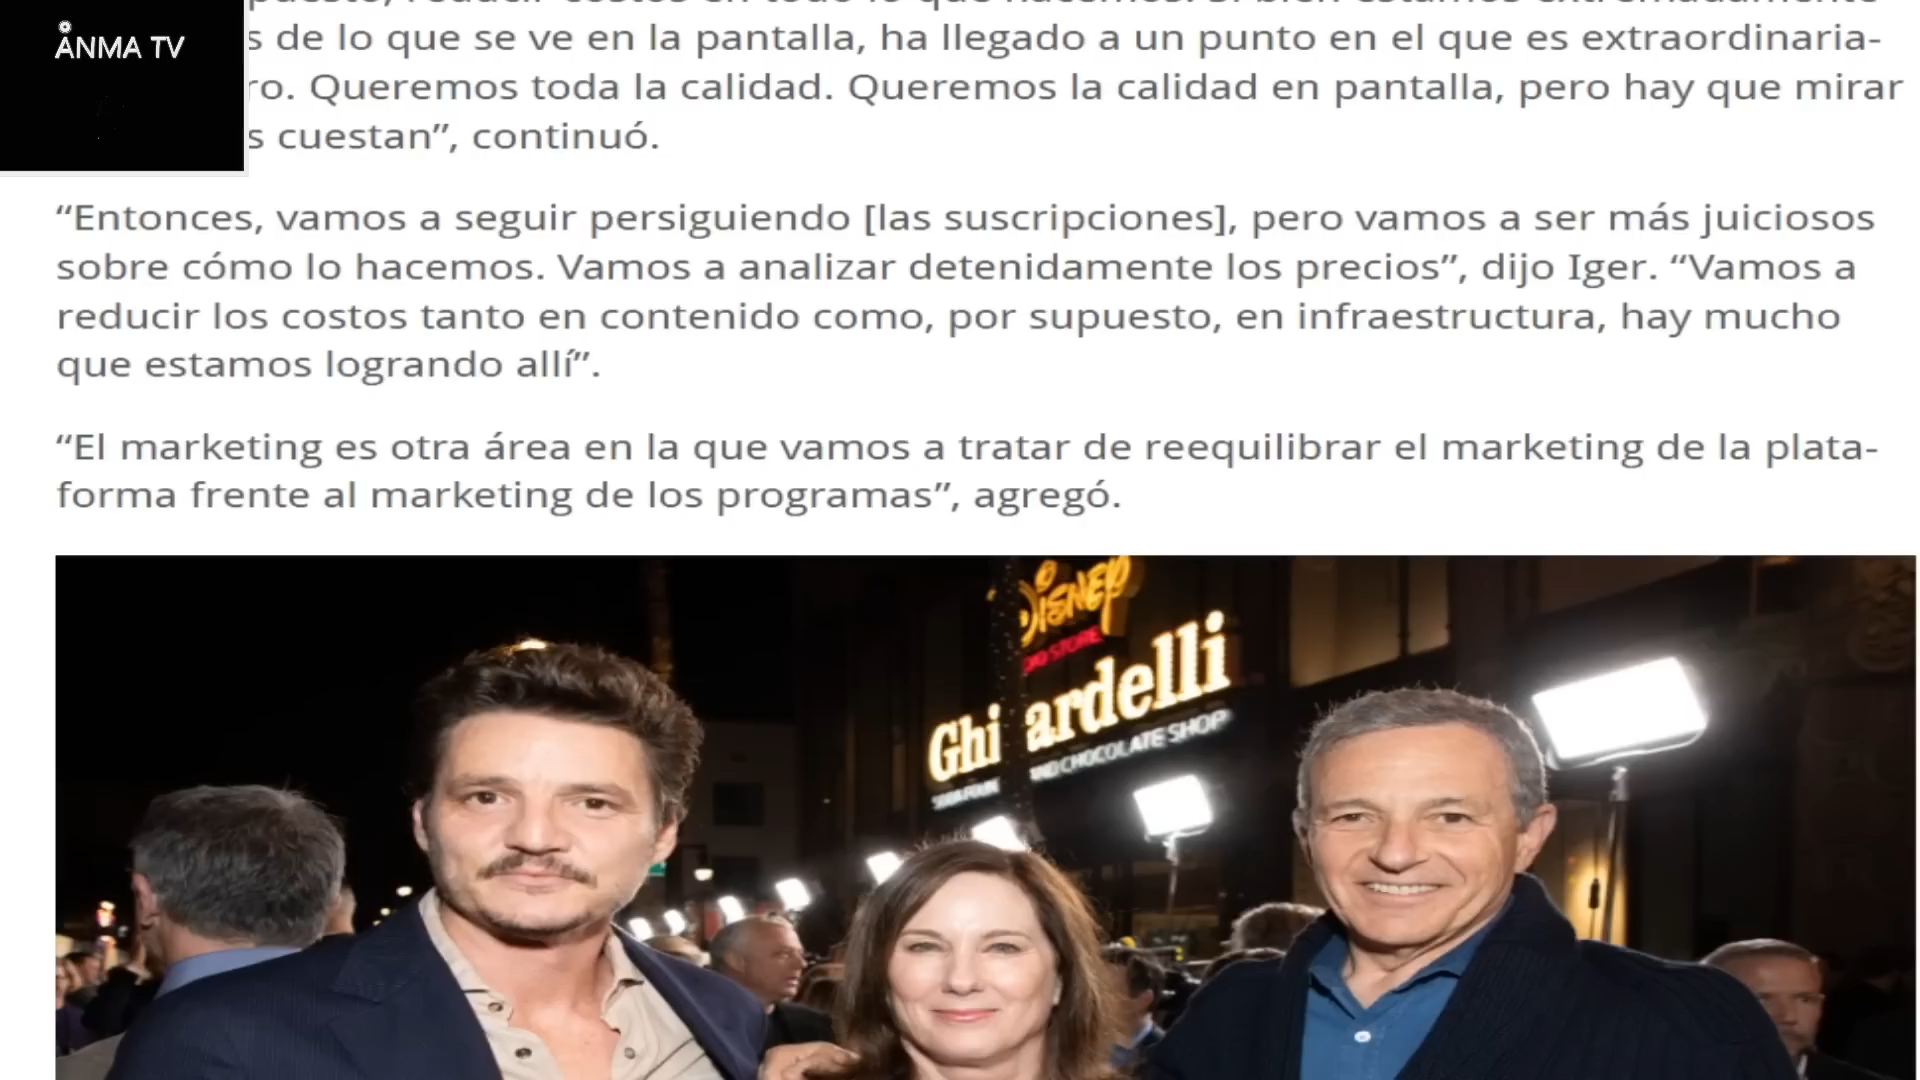 ÅNMA TV
s de lo que se ve en la pantalla, ha llegado a un punto en el que es extraordinaria-
ro. Queremos toda la calidad. Queremos la calidad en pantalla, pero hay que mirar
s cuestan”, continuó.
“Entonces, vamos a seguir persiguiendo [las suscripciones], pero vamos a ser más juiciosos
sobre cómo lo hacemos. Vamos a analizar detenidamente los precios”, dijo Iger. “Vamos a
reducir los costos tanto en contenido como, por supuesto, en infraestructura, hay mucho
que estamos logrando allí”.
“El marketing es otra área en la que vamos a tratar de reequilibrar el marketing de la plata-
forma frente al marketing de los programas”, agregó.
Disney
STORE
Ghirardelli
AND CHOCOLATE SHOP